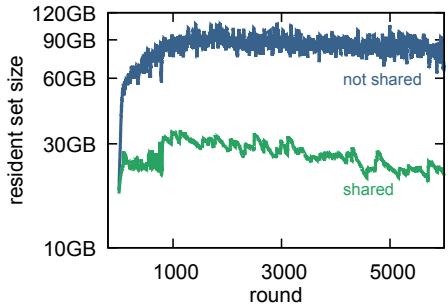 120GB
90GB
60GB
30GB
10GB
resident set size
not shared
shared
1000 3000 5000
round